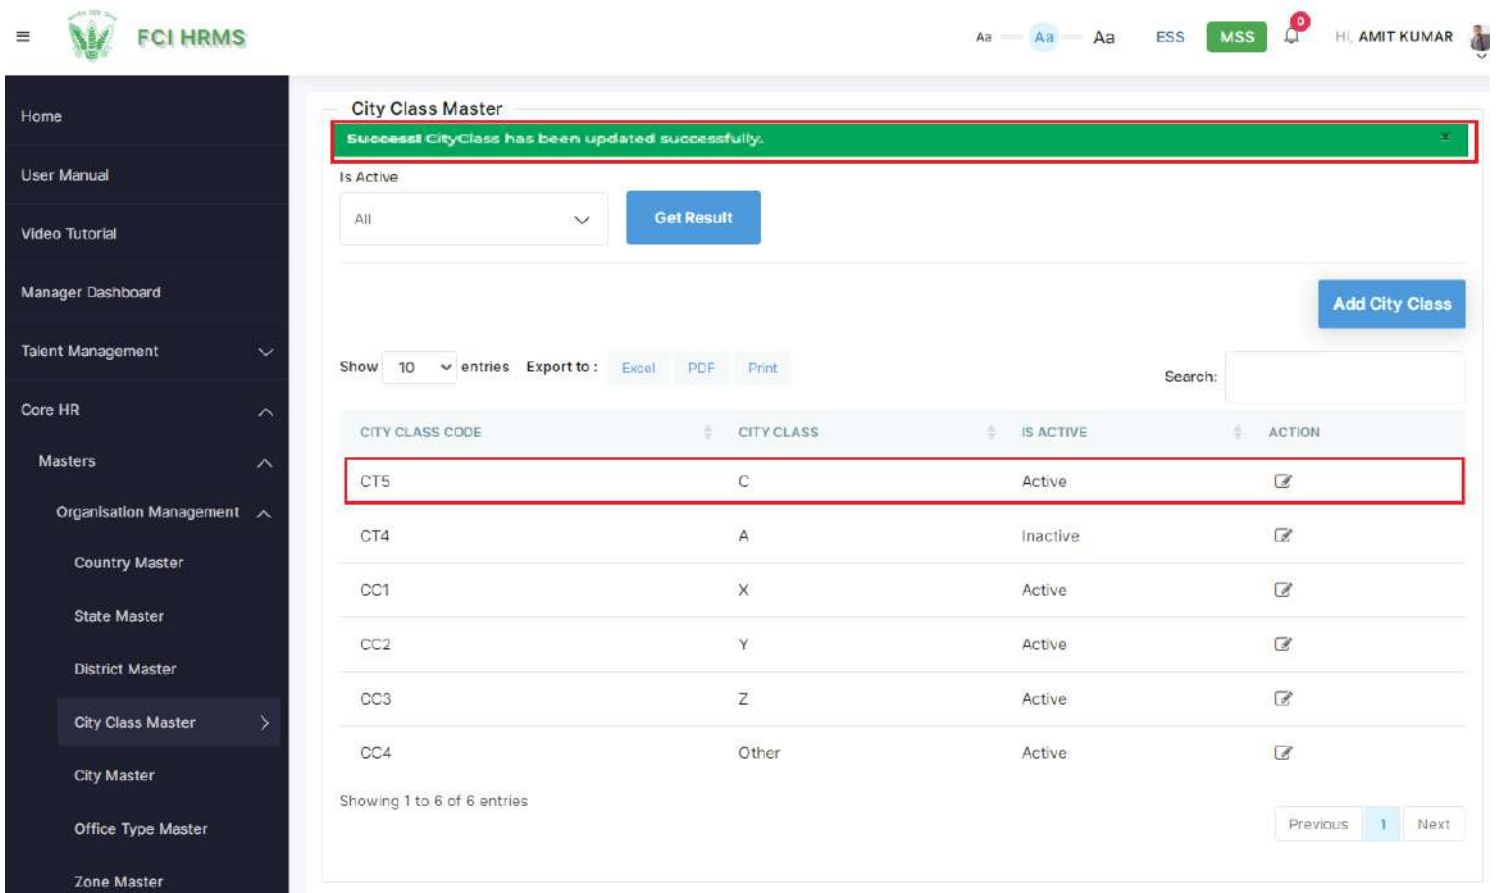 FCI HRMS
Aa Aa Aa ESS MSS 0 Hi, AMIT KUMAR
Home
User Manual
Video Tutorial
Manager Dashboard
Talent Management
Core HR
Masters
Organisation Management
Country Master
State Master
District Master
City Class Master
City Master
Office Type Master
Zone Master
City Class Master
Success! CityClass has been updated successfully.
Is Active
All Get Result
Add City Class
Show 10 entries Export to : Excel PDF Print
Search:
CITY CLASS CODE CITY CLASS IS ACTIVE ACTION
CT5 C Active
CT4 A Inactive
CC1 X Active
CC2 Y Active
CC3 Z Active
CC4 Other Active
Showing 1 to 6 of 6 entries
Previous 1 Next